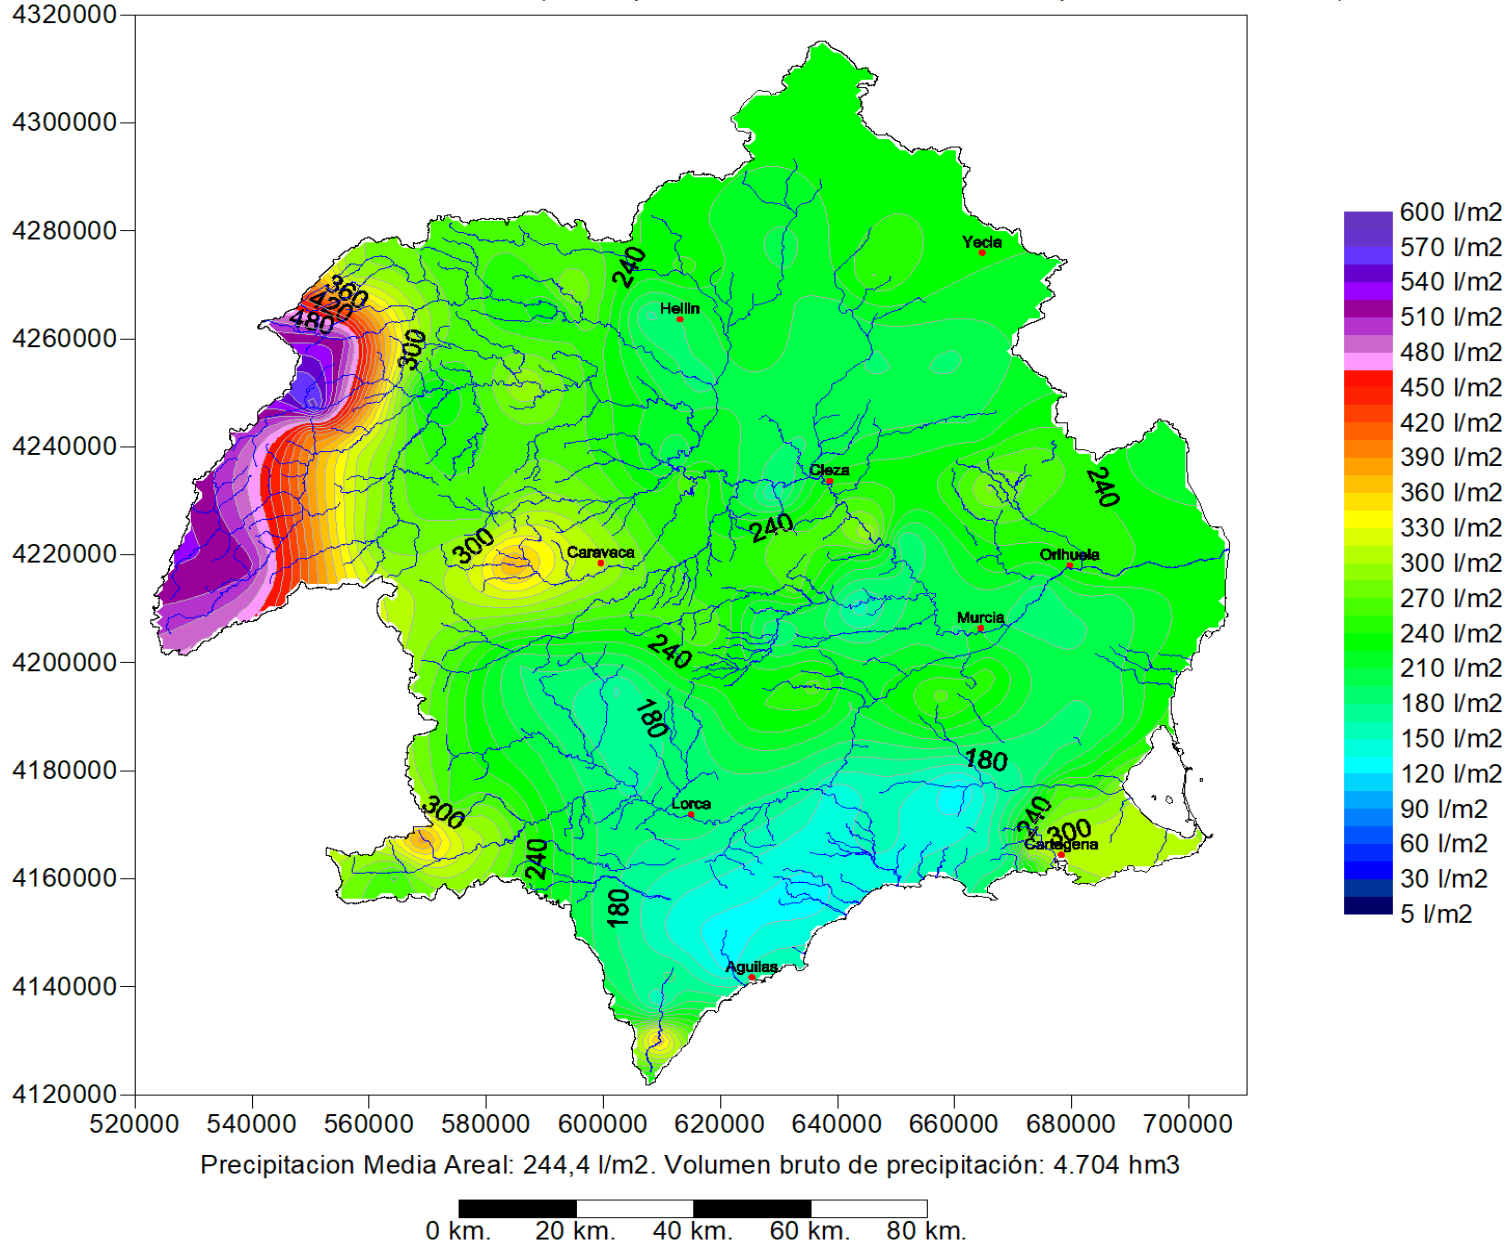 4320000
4300000
4280000
4260000
4240000
4220000
4200000
4180000
4160000
4140000
4120000
520000 540000 560000 580000 600000 620000 640000 660000 680000 700000
Yecla
240
360
420
480
300
Hellin
Cieza
240
240
300
Caravaca
Orihuela
Murcia
240
180
180
300
Lorca
240
300
Cartagena
240
180
Aguilas
600 l/m2
570 l/m2
540 l/m2
510 l/m2
480 l/m2
450 l/m2
420 l/m2
390 l/m2
360 l/m2
330 l/m2
300 l/m2
270 l/m2
240 l/m2
210 l/m2
180 l/m2
150 l/m2
120 l/m2
90 l/m2
60 l/m2
30 l/m2
5 l/m2
Precipitacion Media Areal: 244,4 l/m2. Volumen bruto de precipitación: 4.704 hm3
0 km. 20 km. 40 km. 60 km. 80 km.